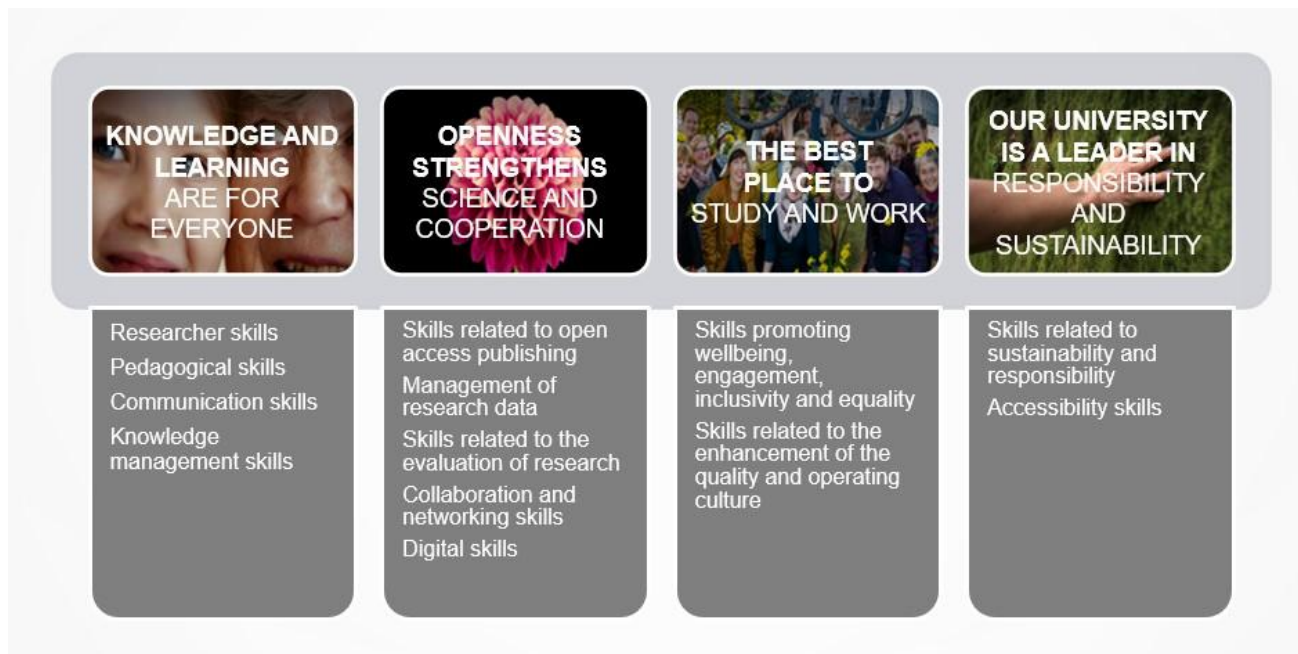 KNOWLEDGE AND
LEARNING
ARE FOR
EVERYONE
OPENNESS
STRENGTHENS
SCIENCE AND
COOPERATION
THE BEST
PLACE TO
STUDY AND WORK
OUR UNIVERSITY
IS A LEADER IN
RESPONSIBILITY
AND
SUSTAINABILITY
Researcher skills
Pedagogical skills
Communication skills
Knowledge
management skills
Skills related to open
access publishing
Management of
research data
Skills related to the
evaluation of research
Collaboration and
networking skills
Digital skills
Skills promoting
wellbeing,
engagement,
inclusivity and equality
Skills related to the
enhancement of the
quality and operating
culture
Skills related to
sustainability and
responsibility
Accessibility skills